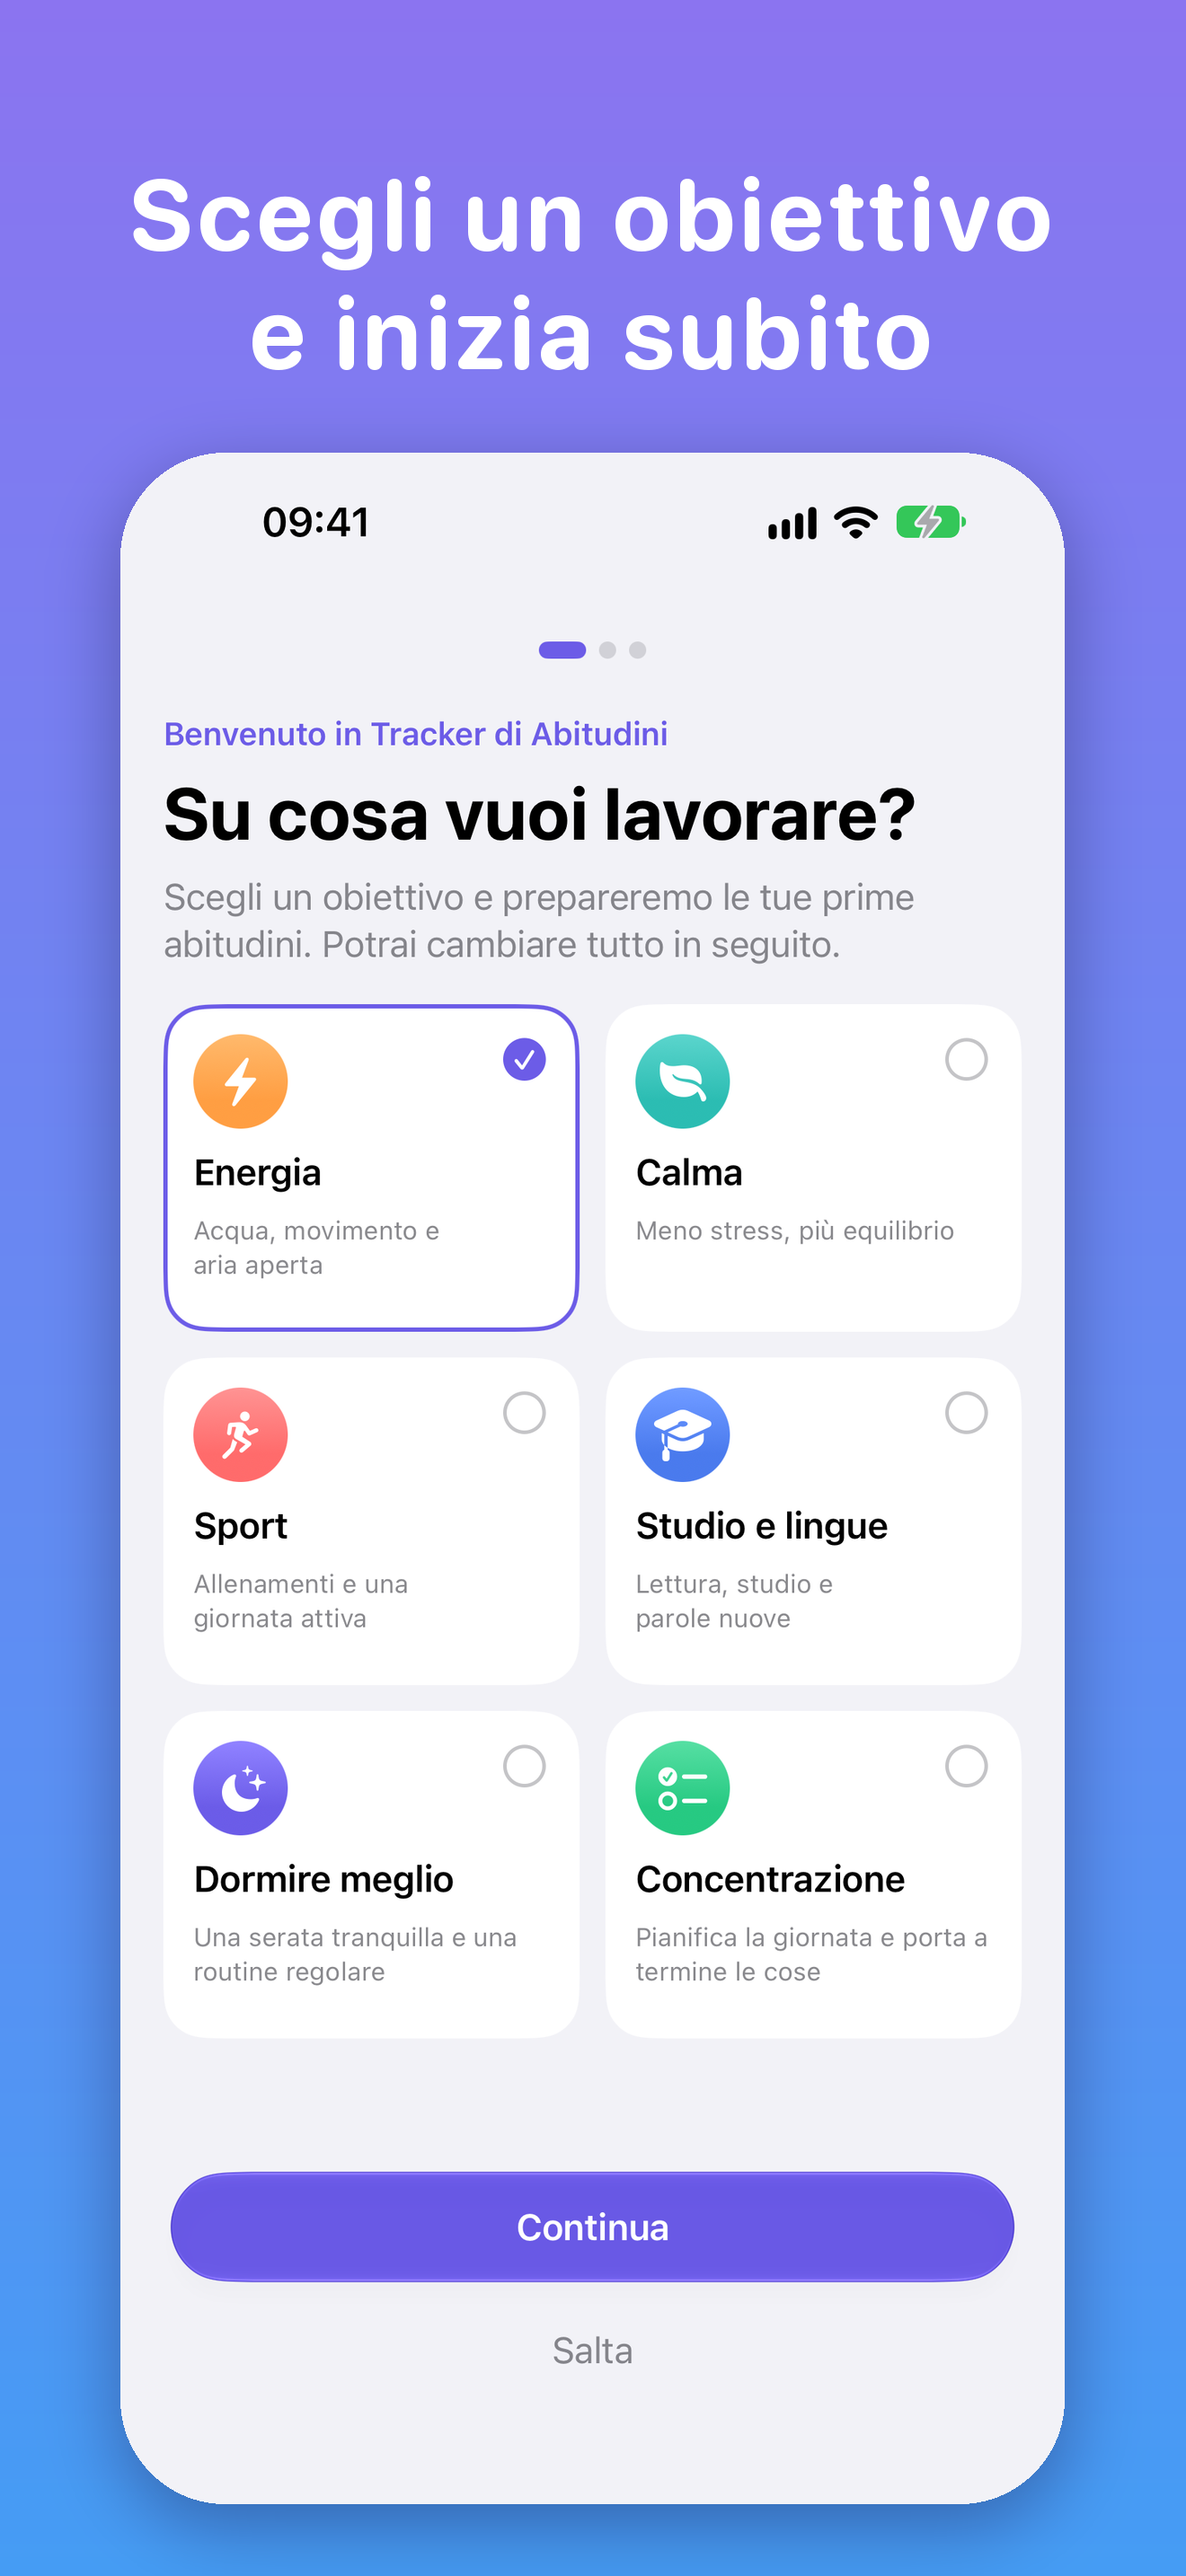 Scegli un obiettivo
e inizia subito
09:41
Benvenuto in Tracker di Abitudini
Su cosa vuoi lavorare?
Scegli un obiettivo e prepareremo le tue prime
abitudini. Potrai cambiare tutto in seguito.
Energia
Acqua, movimento e
aria aperta
Calma
Meno stress, più equilibrio
Sport
Allenamenti e una
giornata attiva
Studio e lingue
Lettura, studio e
parole nuove
Dormire meglio
Una serata tranquilla e una
routine regolare
Concentrazione
Pianifica la giornata e porta a
termine le cose
Continua
Salta